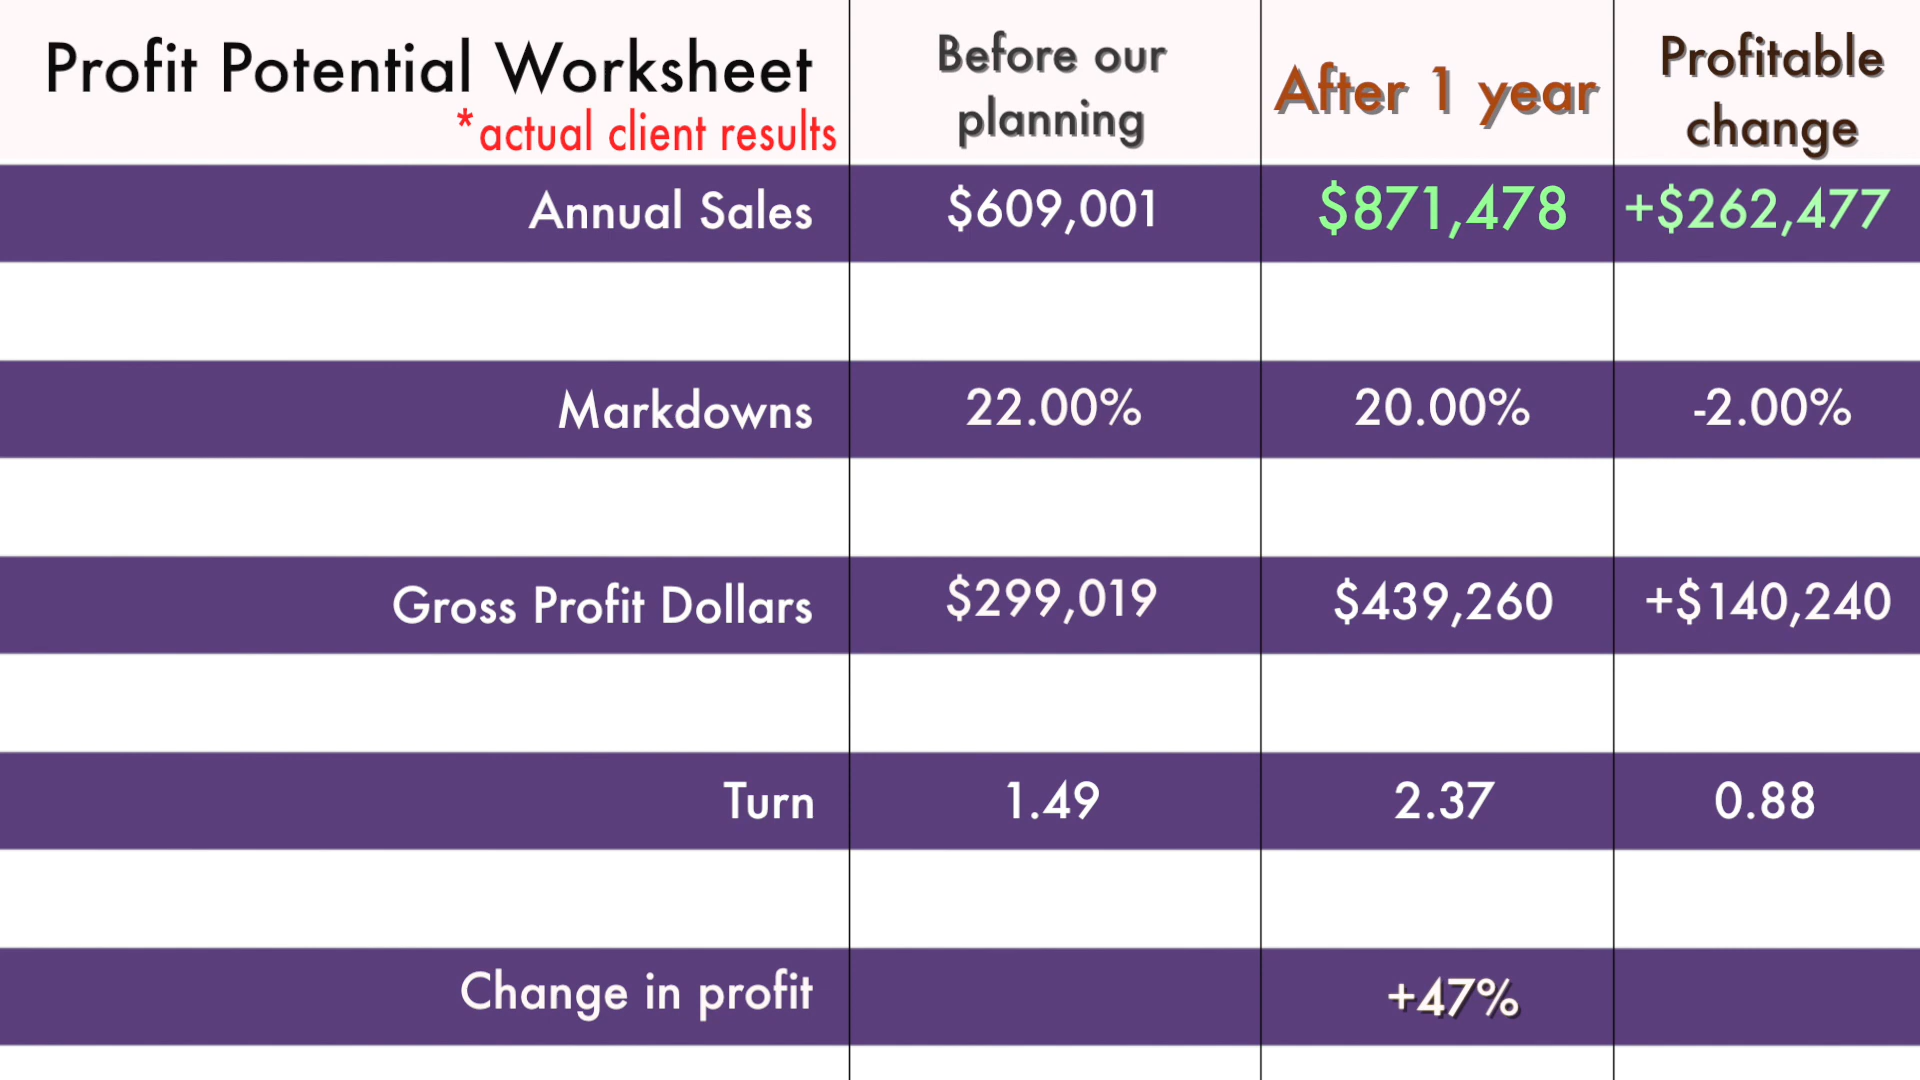 Profit Potential Worksheet
*actual client results
Before our
planning
After 1 year
Profitable
change
Annual Sales $609,001 $871,478 +$262,477
Markdowns 22.00% 20.00% -2.00%
Gross Profit Dollars $299,019 $439,260 +$140,240
Turn 1.49 2.37 0.88
Change in profit +47%